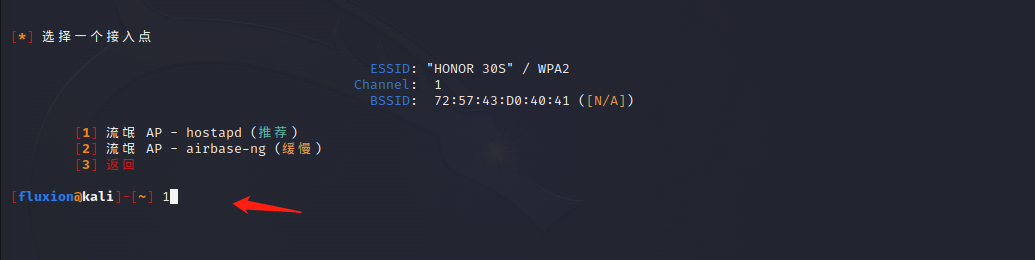 [*] 选择一个接入点
ESSID: "HONOR 30S" / WPA2
Channel: 1
BSSID: 72:57:43:D0:40:41 ([N/A])
[1] 流氓 AP - hostapd (推荐)
[2] 流氓 AP - airbase-ng (缓慢)
[3] 返回
[fluxion@kali]-[~] 1